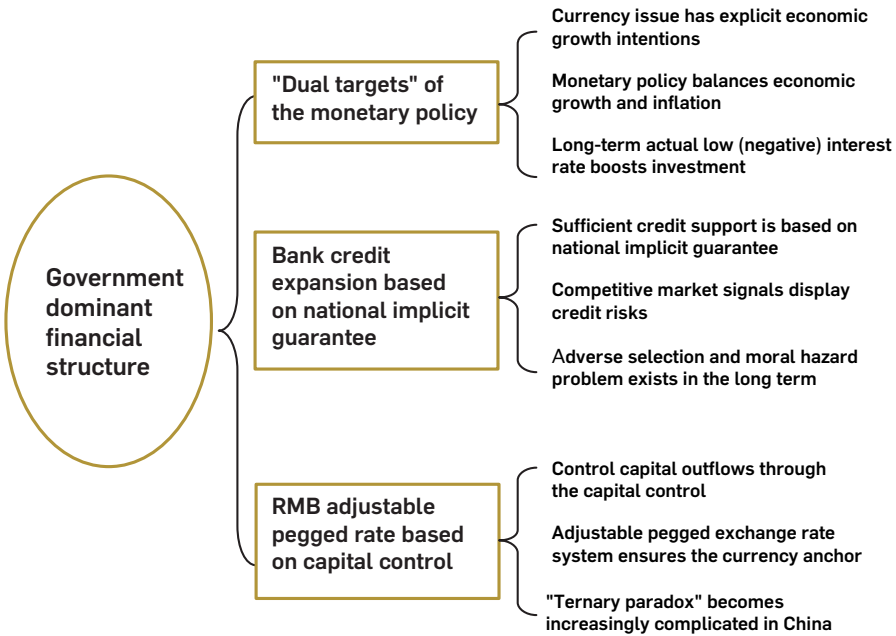 Government
dominant
financial
structure
"Dual targets" of
the monetary policy
Currency issue has explicit economic
growth intentions
Monetary policy balances economic
growth and inflation
Long-term actual low (negative) interest
rate boosts investment
Bank credit
expansion based
on national implicit
guarantee
Sufficient credit support is based on
national implicit guarantee
Competitive market signals display
credit risks
Adverse selection and moral hazard
problem exists in the long term
RMB adjustable
pegged rate based
on capital control
Control capital outflows through
the capital control
Adjustable pegged exchange rate
system ensures the currency anchor
"Ternary paradox" becomes
increasingly complicated in China